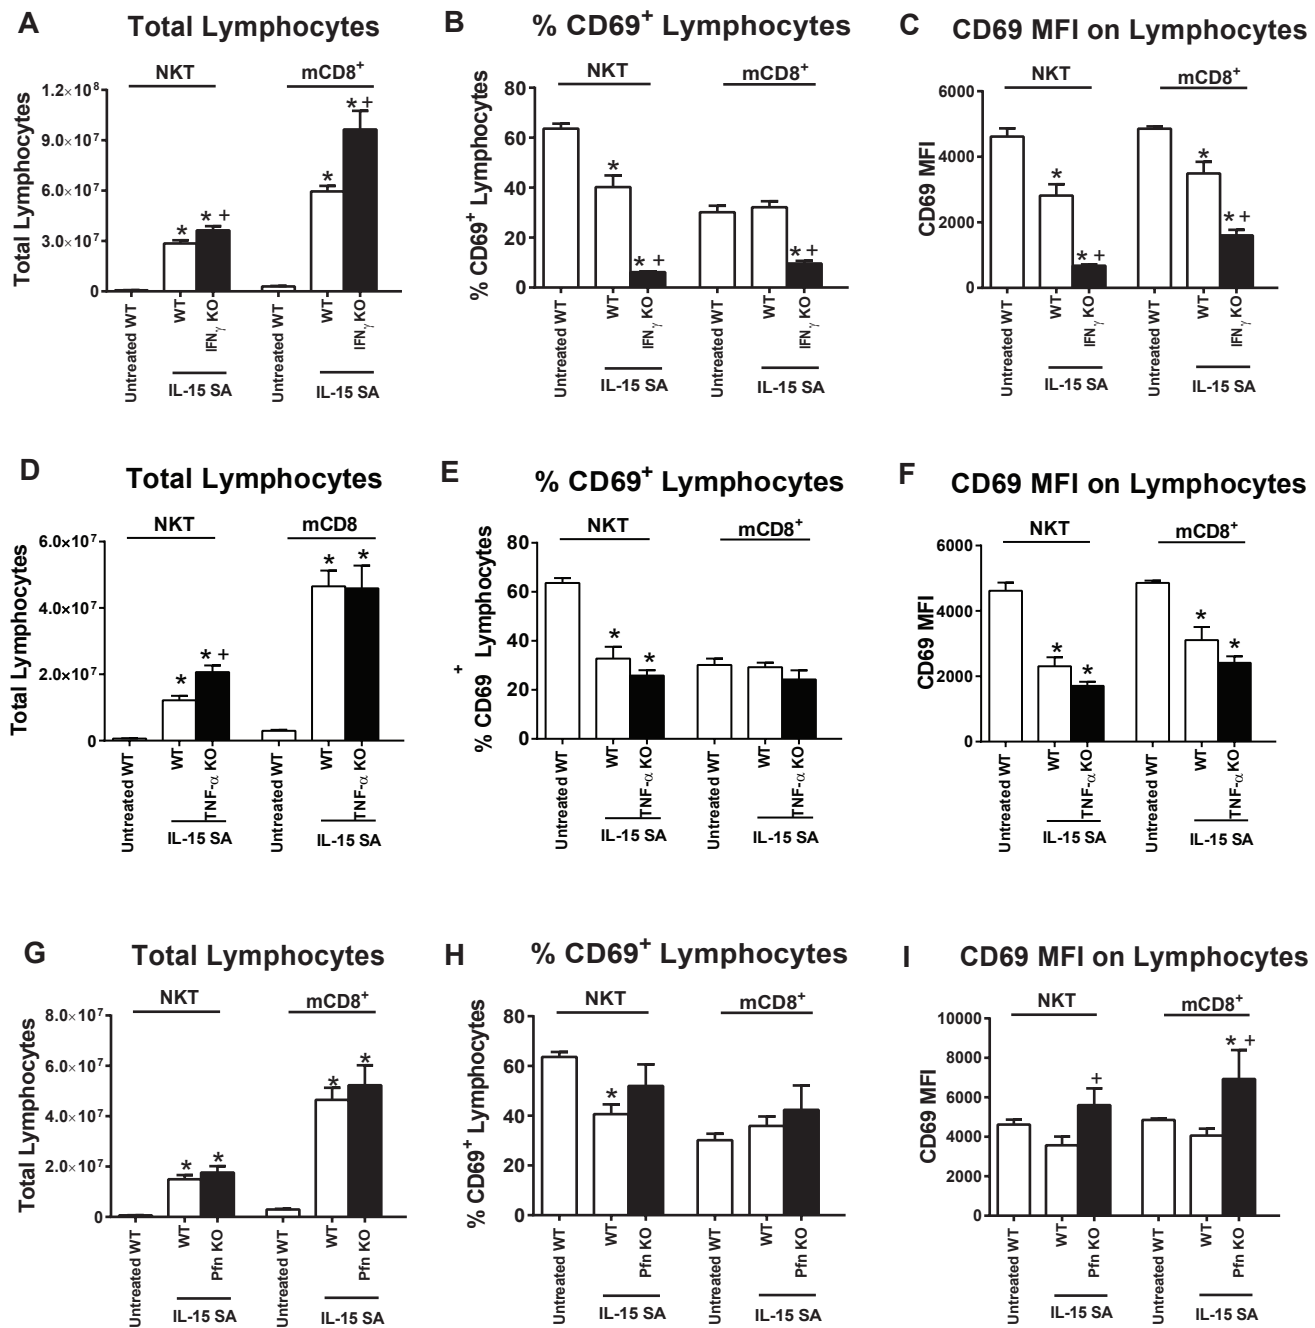 A Total Lymphocytes
NKT mCD8+
Total Lymphocytes
1.2×10^8
9.0×10^7
6.0×10^7
3.0×10^7
0
* * + * * +
Untreated WT WT IFNγ KO Untreated WT WT IFNγ KO
IL-15 SA IL-15 SA
B % CD69+ Lymphocytes
NKT mCD8+
% CD69+ Lymphocytes
80
60
40
20
0
* * + * +
Untreated WT WT IFNγ KO Untreated WT WT IFNγ KO
IL-15 SA IL-15 SA
C CD69 MFI on Lymphocytes
NKT mCD8+
CD69 MFI
6000
4000
2000
0
* * + * * +
Untreated WT WT IFNγ KO Untreated WT WT IFNγ KO
IL-15 SA IL-15 SA
D Total Lymphocytes
NKT mCD8
Total Lymphocytes
6.0×10^7
4.0×10^7
2.0×10^7
0
* * + * *
Untreated WT WT TNF-α KO Untreated WT WT TNF-α KO
IL-15 SA IL-15 SA
E % CD69+ Lymphocytes
NKT mCD8+
% CD69+ Lymphocytes
80
60
40
20
0
* *
Untreated WT WT TNF-α KO Untreated WT WT TNF-α KO
IL-15 SA IL-15 SA
F CD69 MFI on Lymphocytes
NKT mCD8+
CD69 MFI
6000
4000
2000
0
* * * *
Untreated WT WT TNF-α KO Untreated WT WT TNF-α KO
IL-15 SA IL-15 SA
G Total Lymphocytes
NKT mCD8+
Total Lymphocytes
8.0×10^7
6.0×10^7
4.0×10^7
2.0×10^7
0
* * * *
Untreated WT WT Pfn KO Untreated WT WT Pfn KO
IL-15 SA IL-15 SA
H % CD69+ Lymphocytes
NKT mCD8+
% CD69+ Lymphocytes
80
60
40
20
0
*
Untreated WT WT Pfn KO Untreated WT WT Pfn KO
IL-15 SA IL-15 SA
I CD69 MFI on Lymphocytes
NKT mCD8+
CD69 MFI
10000
8000
6000
4000
2000
0
+ * +
Untreated WT WT Pfn KO Untreated WT WT Pfn KO
IL-15 SA IL-15 SA